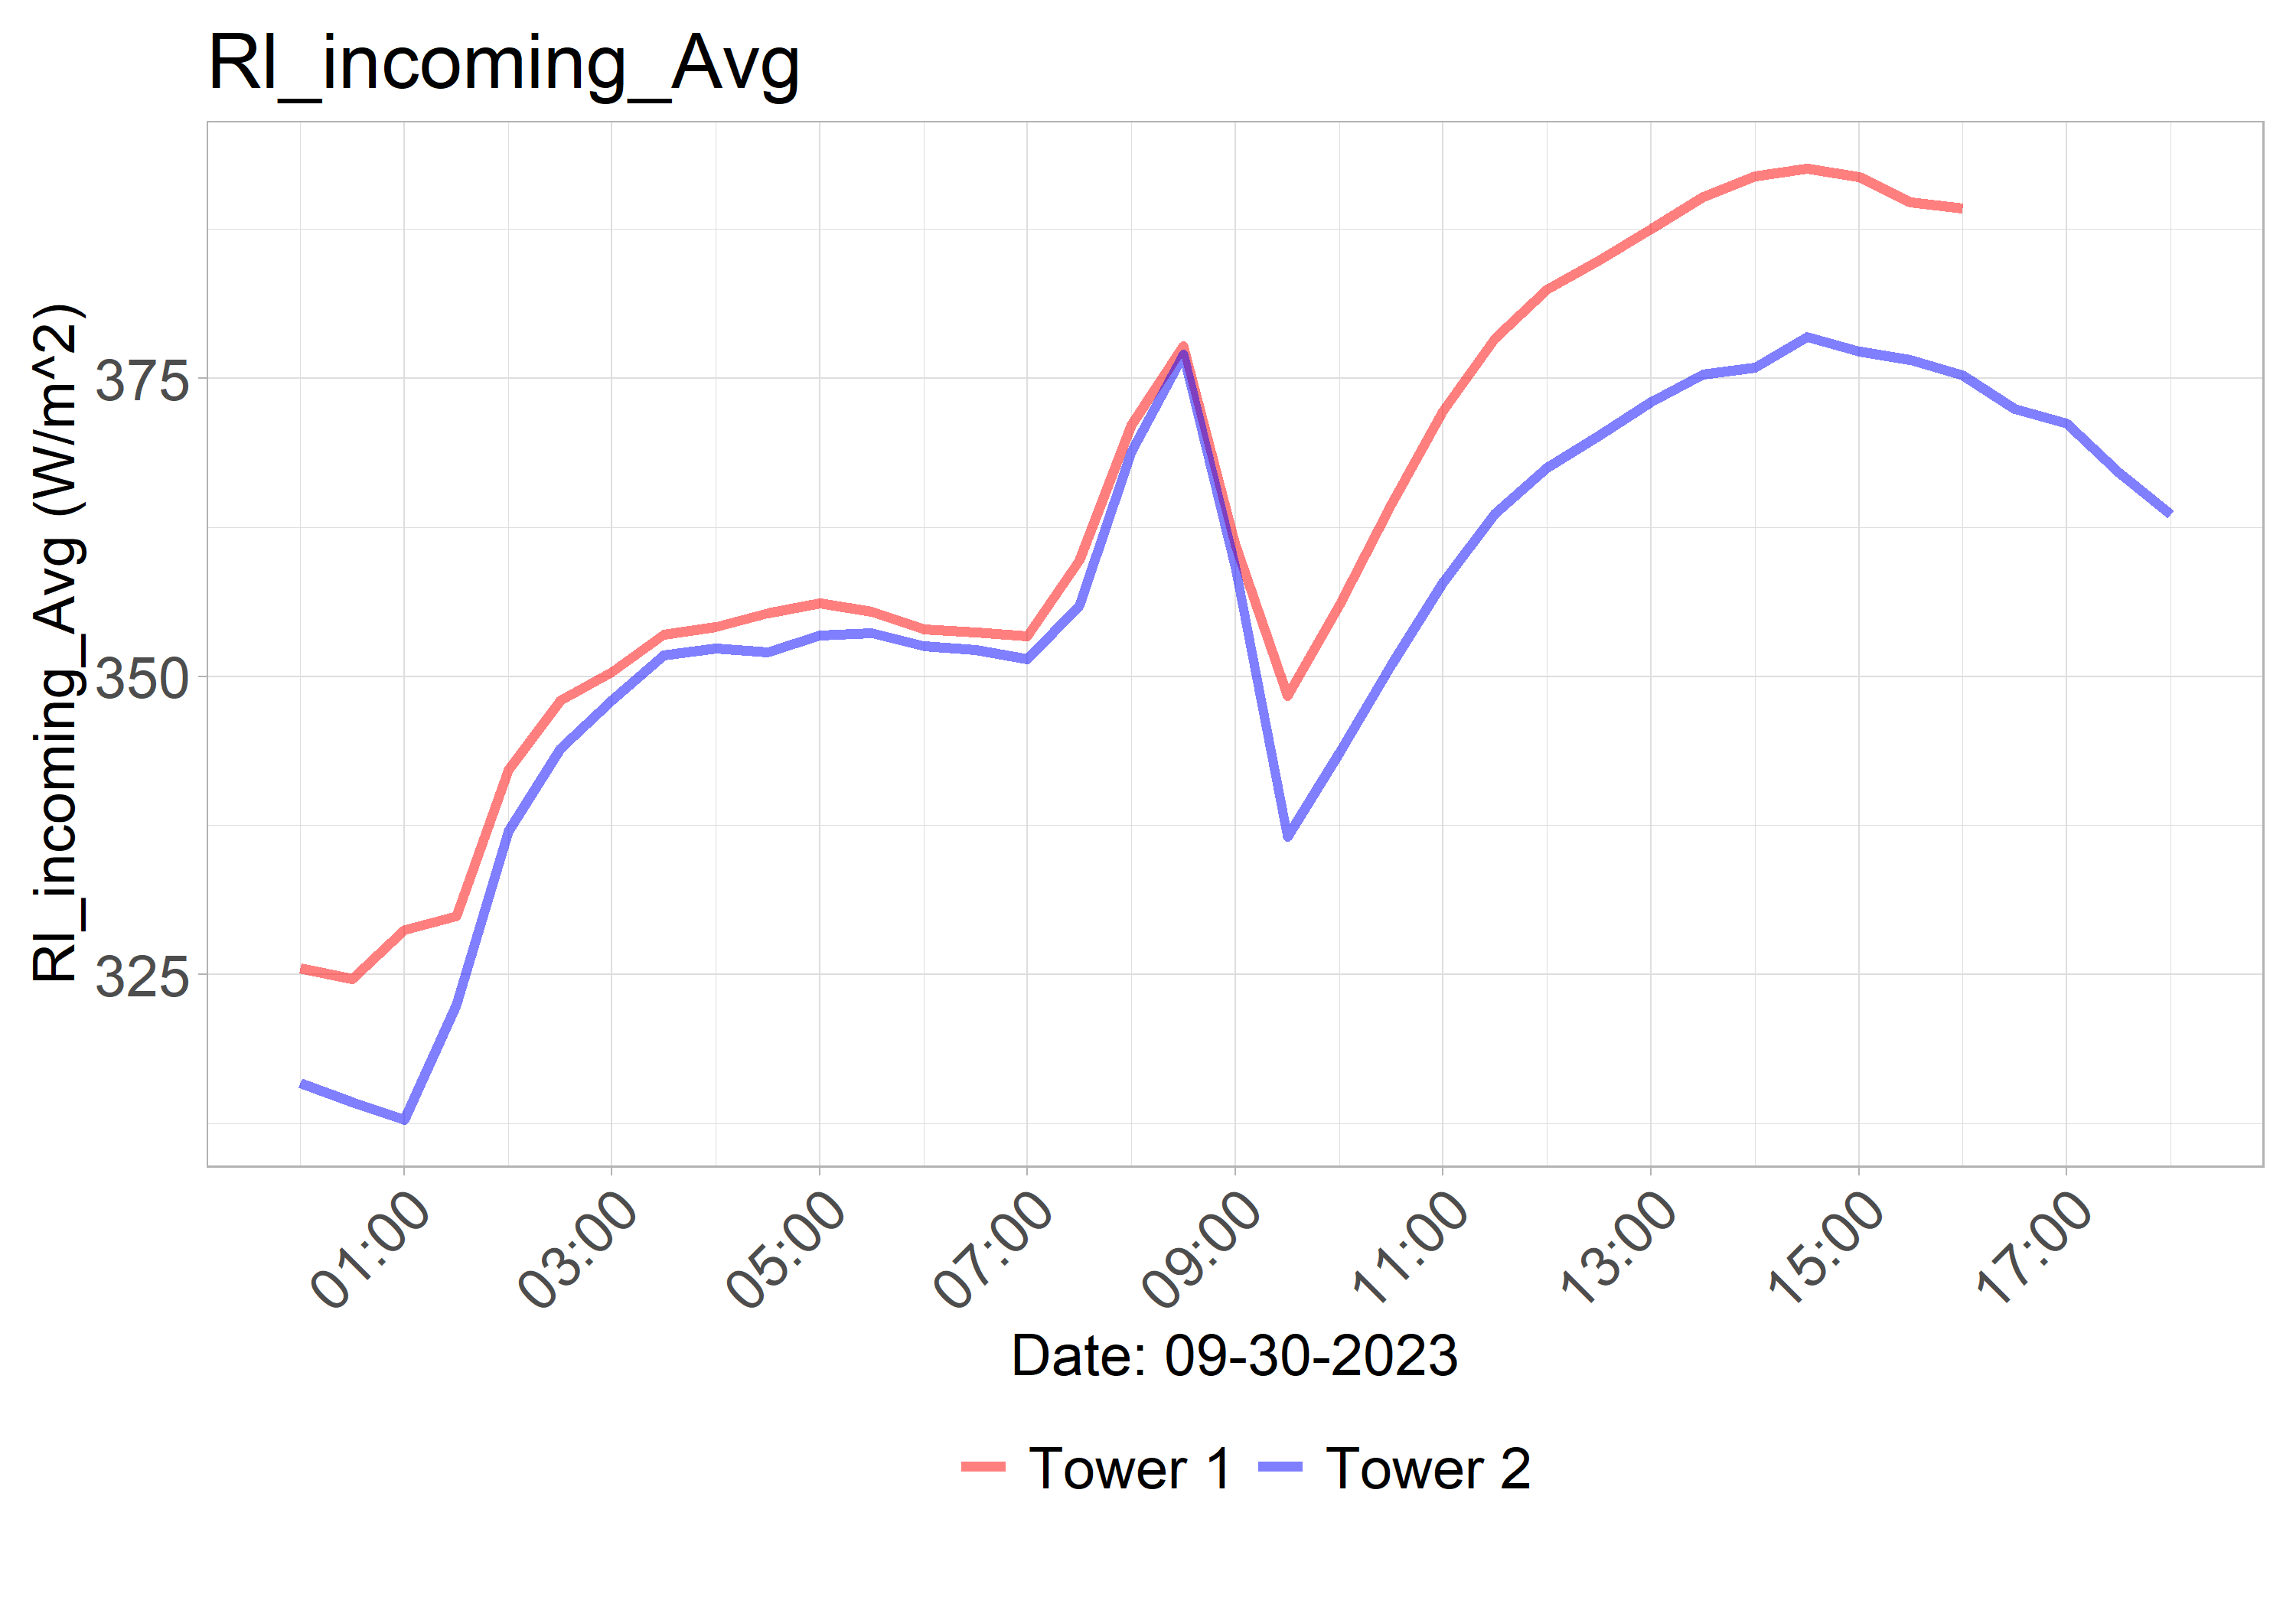 Rl_incoming_Avg
Rl_incoming_Avg (W/m^2)
375
350
325
01:00 03:00 05:00 07:00 09:00 11:00 13:00 15:00 17:00
Date: 09-30-2023
Tower 1 Tower 2